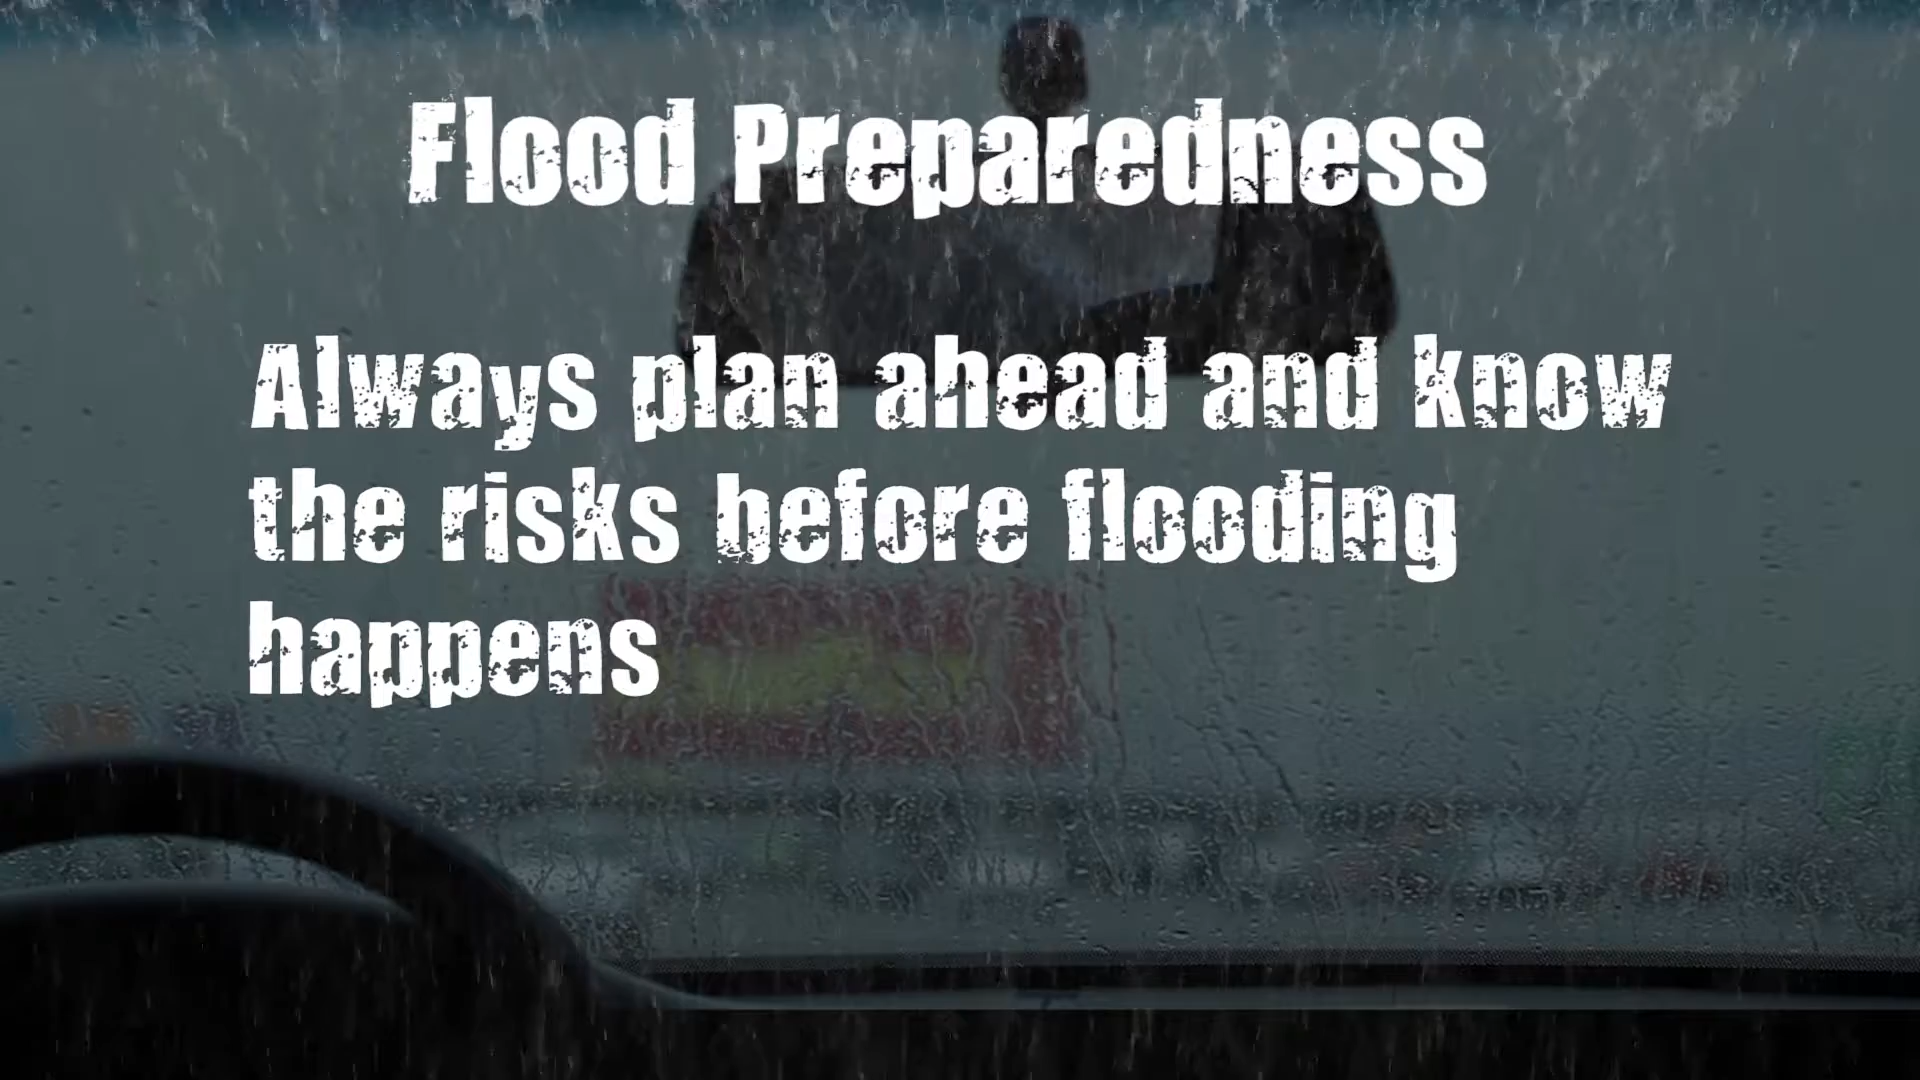 Flood Preparedness
Always plan ahead and know
the risks before flooding
happens